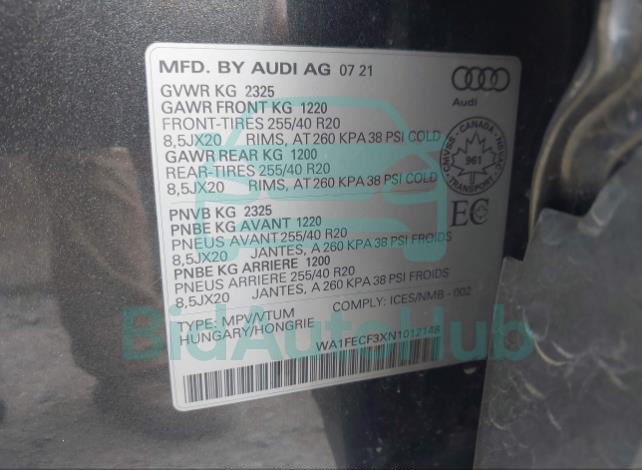 MFD. BY AUDI AG 07 21
GVWR KG 2325
GAWR FRONT KG 1220
FRONT-TIRES 255/40 R20
8,5JX20 RIMS, AT 260 KPA 38 PSI COLD
GAWR REAR KG 1200
REAR-TIRES 255/40 R20
8,5JX20 RIMS, AT 260 KPA 38 PSI COLD
PNVB KG 2325
PNBE KG AVANT 1220
PNEUS AVANT 255/40 R20
8,5JX20 JANTES, A 260 KPA 38 PSI FROIDS
PNBE KG ARRIERE 1200
PNEUS ARRIERE 255/40 R20
8,5JX20 JANTES, A 260 KPA 38 PSI FROIDS
TYPE: MPV/VTUM COMPLY: ICES/NMB - 002
HUNGARY/HONGRIE
WA1FECF3XN1012148
Audi
CANADA
CMVSS - NSVAC
961
TRANSPORT
EC
BidAutoHub